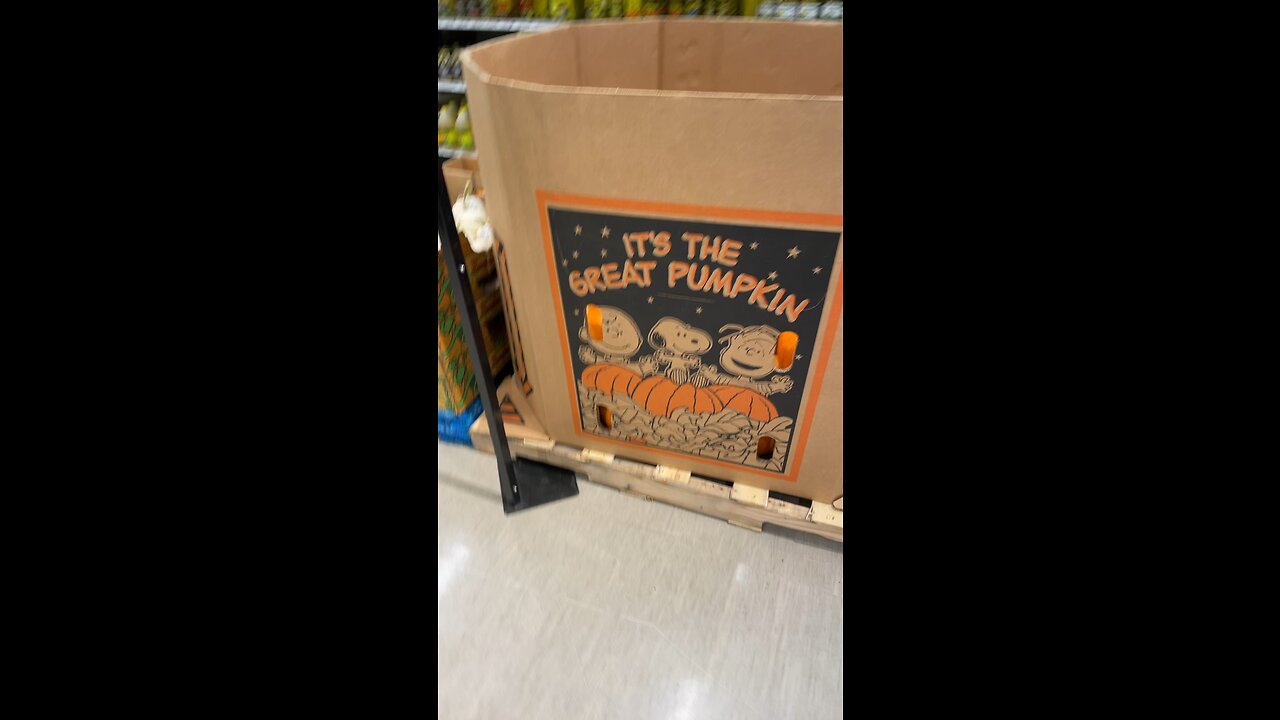 IT'S THE
GREAT PUMPKIN